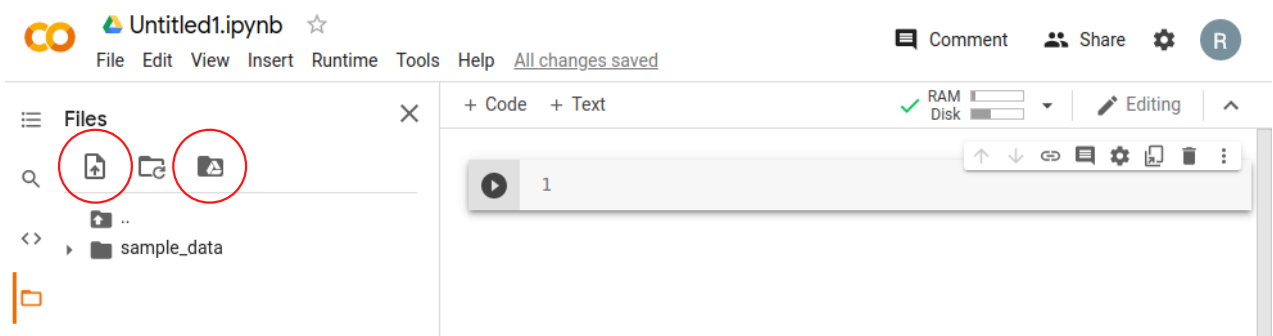 Untitled1.ipynb
File Edit View Insert Runtime Tools Help All changes saved
Comment Share R
Files
+ Code + Text
RAM
Disk
Editing
1
..
sample_data